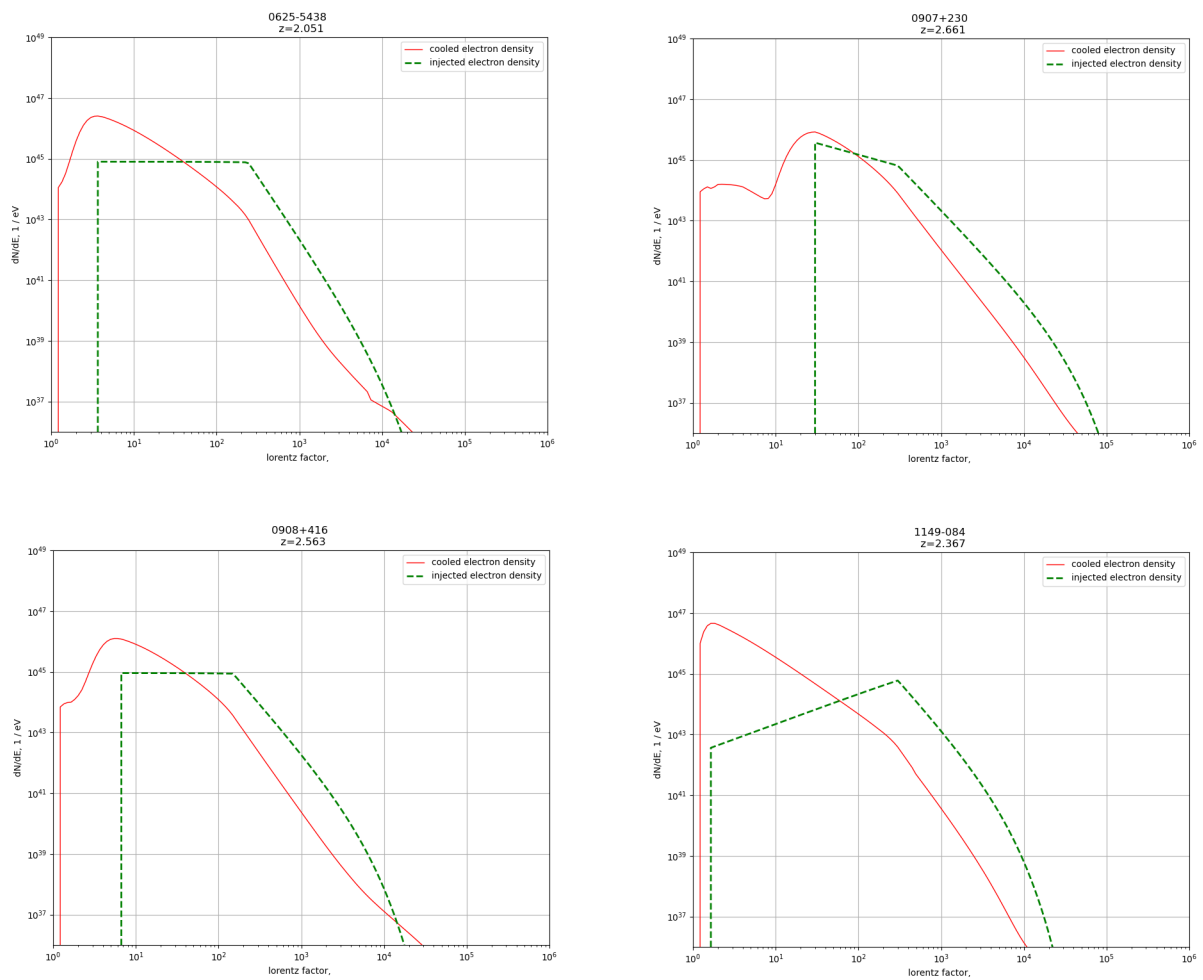 0625-5438
z=2.051
cooled electron density
injected electron density
10^49
10^47
10^45
10^43
10^41
10^39
10^37
dN/dE, 1 / eV
10^0 10^1 10^2 10^3 10^4 10^5 10^6
lorentz factor,
0907+230
z=2.661
cooled electron density
injected electron density
10^49
10^47
10^45
10^43
10^41
10^39
10^37
dN/dE, 1 / eV
10^0 10^1 10^2 10^3 10^4 10^5 10^6
lorentz factor,
0908+416
z=2.563
cooled electron density
injected electron density
10^49
10^47
10^45
10^43
10^41
10^39
10^37
dN/dE, 1 / eV
10^0 10^1 10^2 10^3 10^4 10^5 10^6
lorentz factor,
1149-084
z=2.367
cooled electron density
injected electron density
10^49
10^47
10^45
10^43
10^41
10^39
10^37
dN/dE, 1 / eV
10^0 10^1 10^2 10^3 10^4 10^5 10^6
lorentz factor,